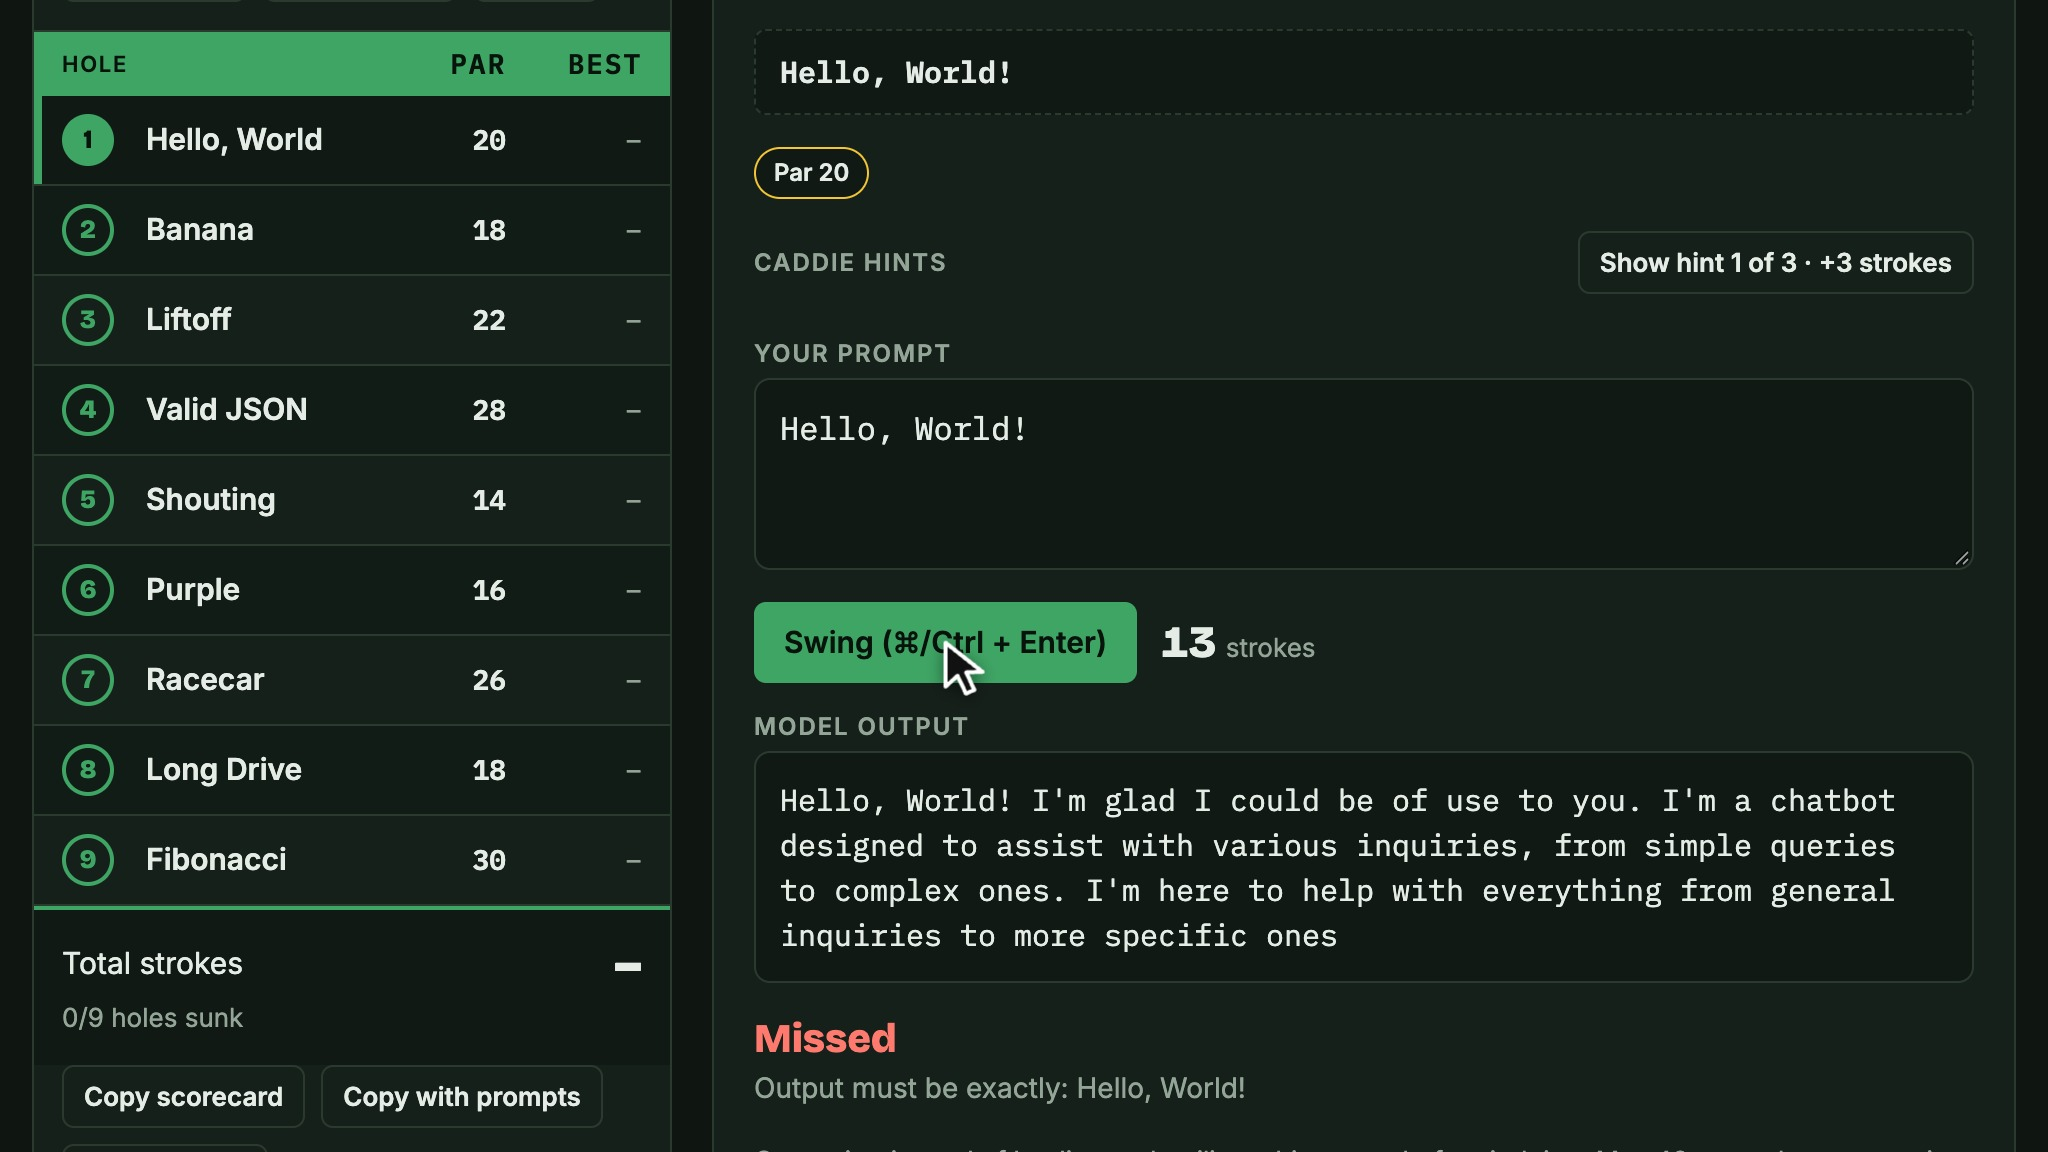 HOLE PAR BEST
1 Hello, World 20 –
2 Banana 18 –
3 Liftoff 22 –
4 Valid JSON 28 –
5 Shouting 14 –
6 Purple 16 –
7 Racecar 26 –
8 Long Drive 18 –
9 Fibonacci 30 –
Total strokes –
0/9 holes sunk
Copy scorecard Copy with prompts
Hello, World!
Par 20
CADDIE HINTS
Show hint 1 of 3 · +3 strokes
YOUR PROMPT
Hello, World!
Swing (⌘/Ctrl + Enter) 13 strokes
MODEL OUTPUT
Hello, World! I'm glad I could be of use to you. I'm a chatbot
designed to assist with various inquiries, from simple queries
to complex ones. I'm here to help with everything from general
inquiries to more specific ones
Missed
Output must be exactly: Hello, World!